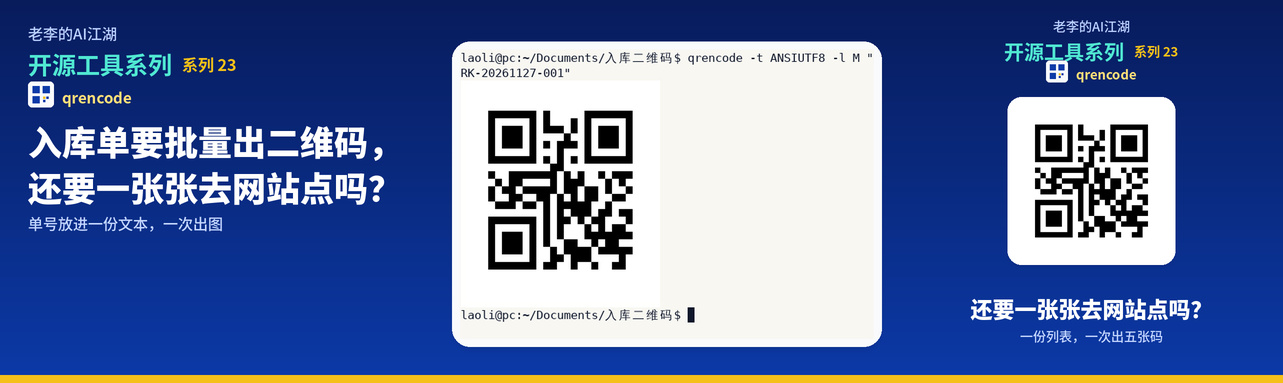 老李的AI江湖
开源工具系列 系列 23
qrencode
入库单要批量出二维码，
还要一张张去网站点吗?
单号放进一份文本，一次出图
laoli@pc:~/Documents/入库二维码$ qrencode -t ANSIUTF8 -l M "
RK-20261127-001"
laoli@pc:~/Documents/入库二维码$
老李的AI江湖
开源工具系列 系列 23
qrencode
还要一张张去网站点吗?
一份列表，一次出五张码